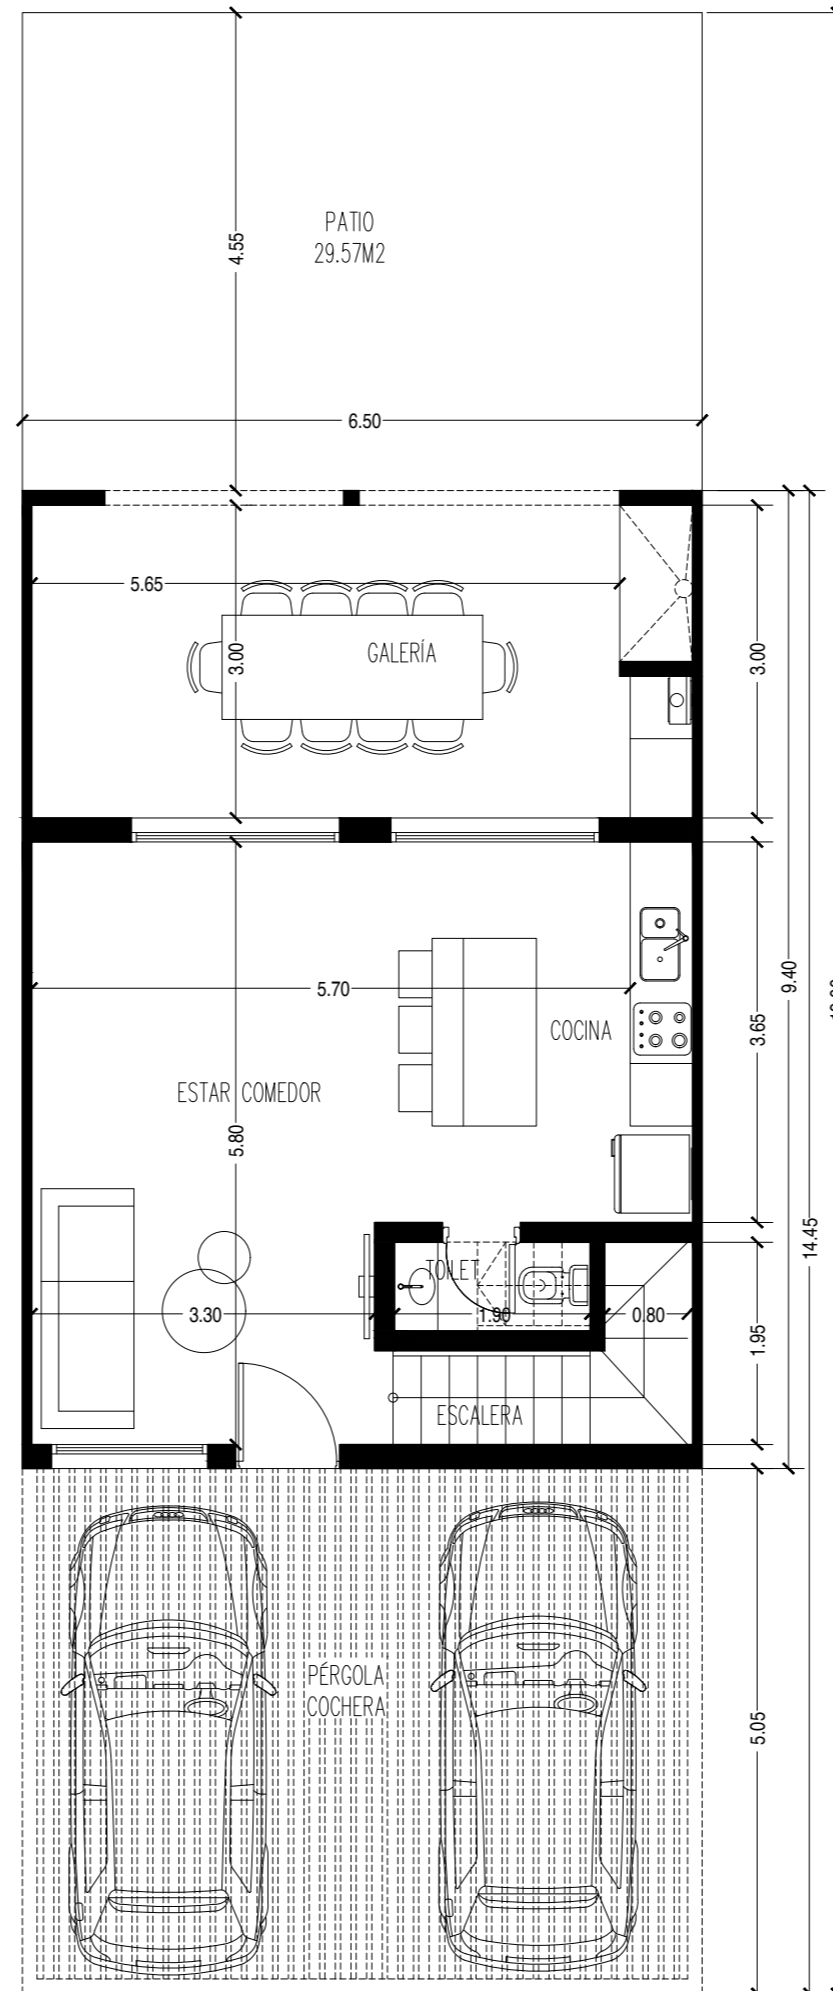 4.55
PATIO
29.57M2
6.50
5.65
GALERÍA
3.00
3.00
5.70
COCINA
9.40
3.65
ESTAR COMEDOR
5.80
14.45
TOILET
3.30
1.90
0.80
1.95
ESCALERA
PÉRGOLA
COCHERA
5.05